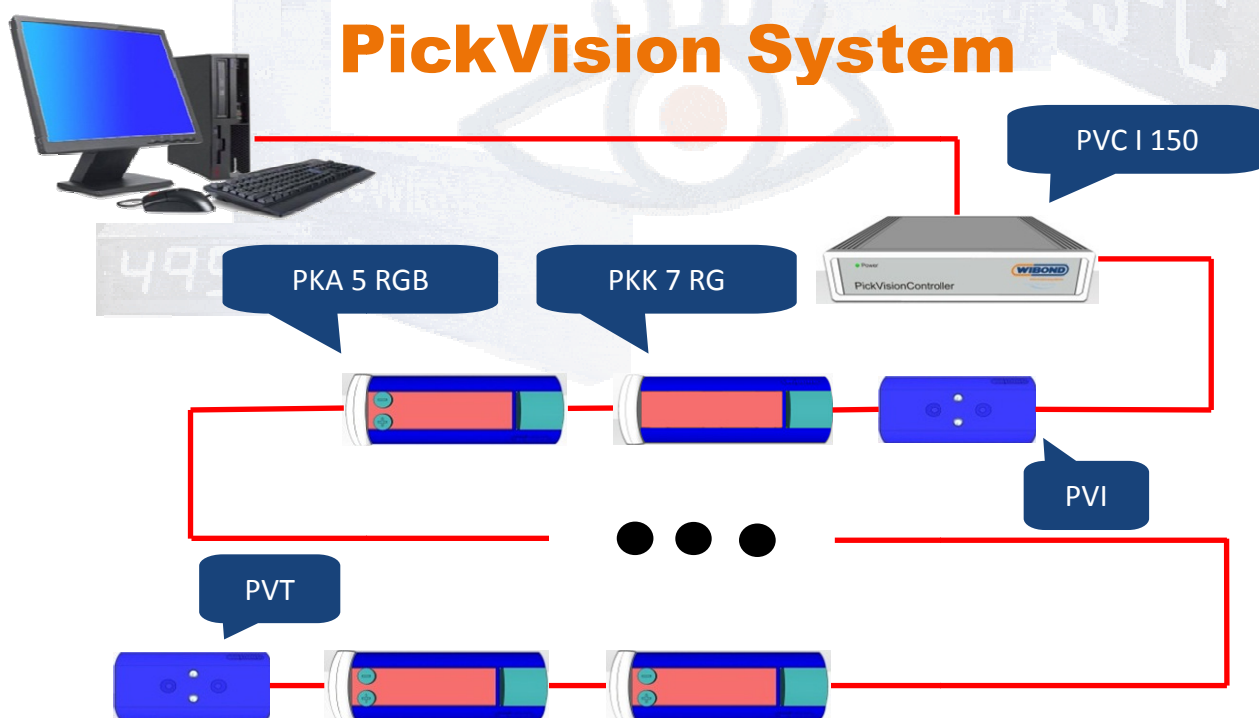 PickVision System
PVC I 150
PKA 5 RGB
PKK 7 RG
Power
WIBOND
PickVisionController
PVI
PVT